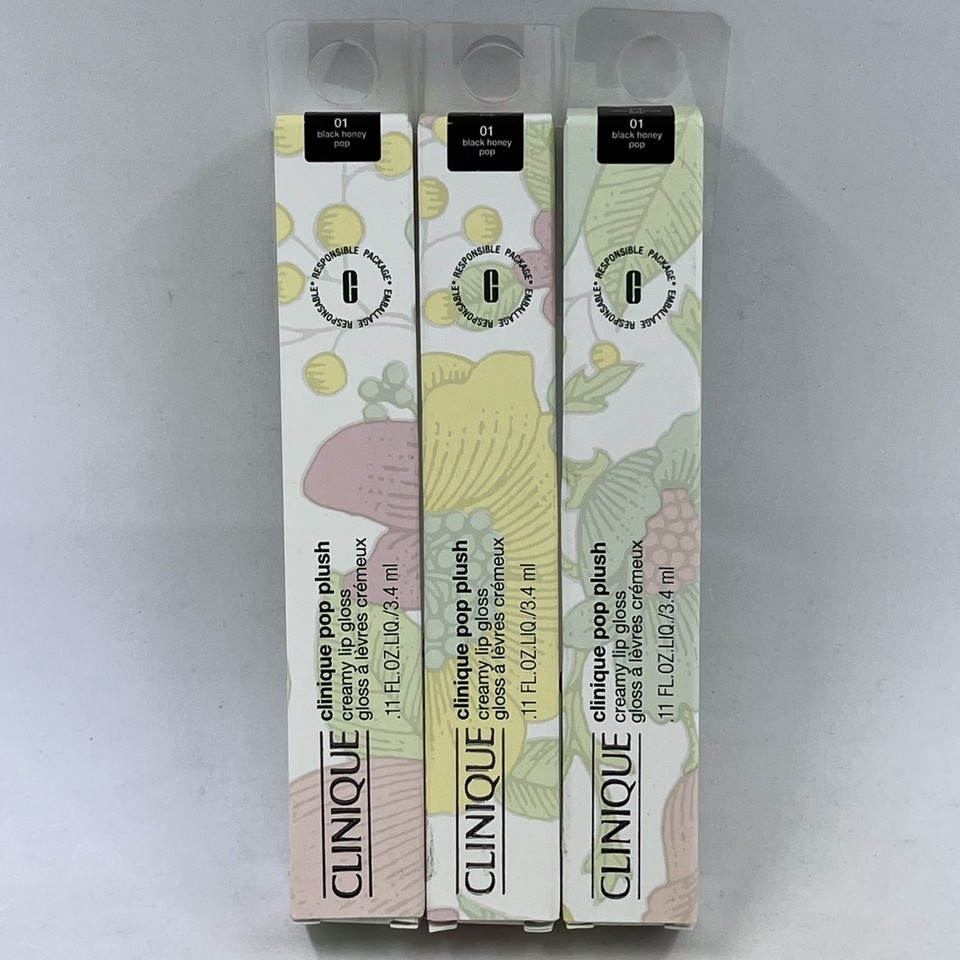 01
black honey
pop
RESPONSIBLE PACKAGE* EMBALLAGE RESPONSABLE*
C
clinique pop plush
creamy lip gloss
gloss à lèvres crémeux
.11 FL.OZ.LIQ./3.4 ml
CLINIQUE
01
black honey
pop
RESPONSIBLE PACKAGE* EMBALLAGE RESPONSABLE*
C
clinique pop plush
creamy lip gloss
gloss à lèvres crémeux
.11 FL.OZ.LIQ./3.4 ml
CLINIQUE
01
black honey
pop
RESPONSIBLE PACKAGE* EMBALLAGE RESPONSABLE*
C
clinique pop plush
creamy lip gloss
gloss à lèvres crémeux
.11 FL.OZ.LIQ./3.4 ml
CLINIQUE